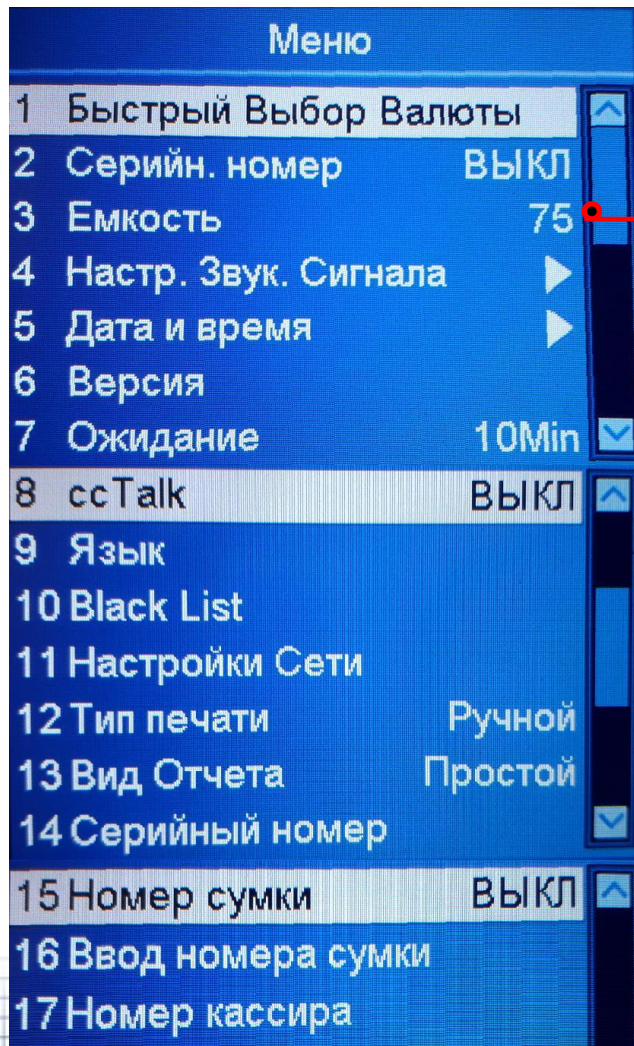 Меню
1 Быстрый Выбор Валюты
2 Серийн. номер ВЫКЛ
3 Емкость 75
4 Настр. Звук. Сигнала
5 Дата и время
6 Версия
7 Ожидание 10Min
8 ccTalk ВЫКЛ
9 Язык
10 Black List
11 Настройки Сети
12 Тип печати Ручной
13 Вид Отчета Простой
14 Серийный номер
15 Номер сумки ВЫКЛ
16 Ввод номера сумки
17 Номер кассира